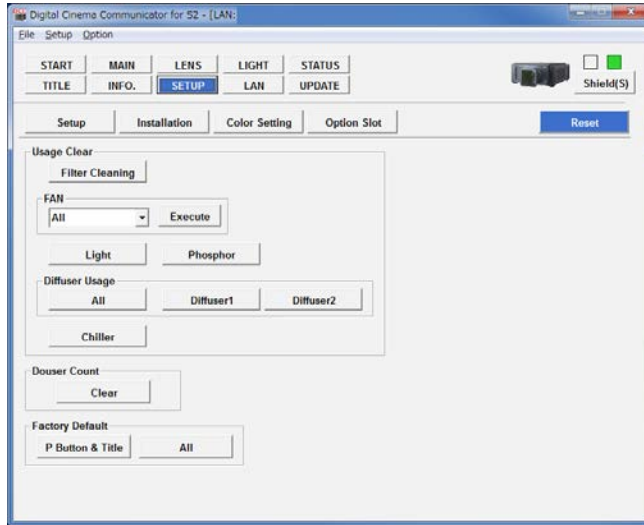 Digital Cinema Communicator for S2 - [LAN:
File Setup Option
START MAIN LENS LIGHT STATUS
TITLE INFO. SETUP LAN UPDATE Shield(S)
Setup Installation Color Setting Option Slot Reset
Usage Clear
Filter Cleaning
FAN
All Execute
Light Phosphor
Diffuser Usage
All Diffuser1 Diffuser2
Chiller
Douser Count
Clear
Factory Default
P Button & Title All